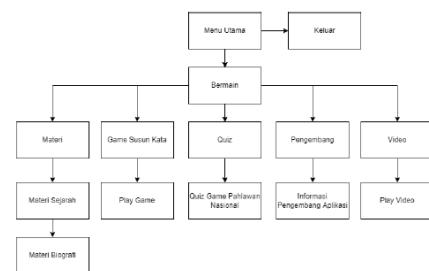 Menu Utama
Keluar
Bermain
Materi
Game Susun Kata
Quiz
Pengembang
Video
Materi Sejarah
Play Game
Quiz Game Pahlawan
Nasional
Informasi
Pengembang Aplikasi
Play Video
Materi Biografi